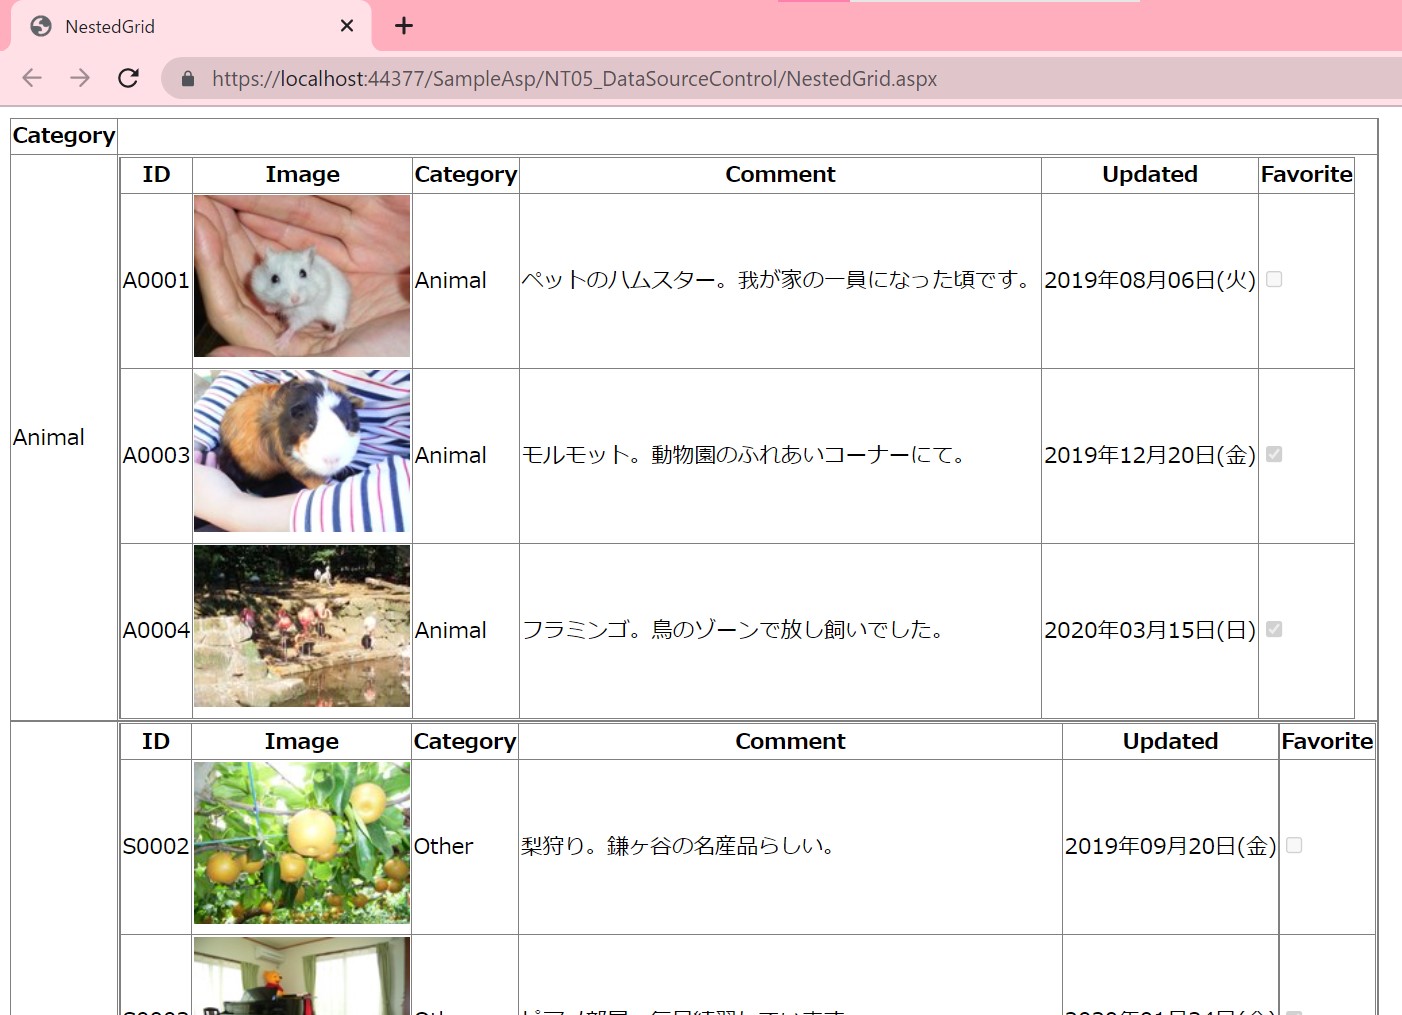 NestedGrid
https://localhost:44377/SampleAsp/NT05_DataSourceControl/NestedGrid.aspx
Category
ID Image Category Comment Updated Favorite
A0001 Animal ペットのハムスター。我が家の一員になった頃です。 2019年08月06日(火)
Animal
A0003 Animal モルモット。動物園のふれあいコーナーにて。 2019年12月20日(金)
A0004 Animal フラミンゴ。鳥のゾーンで放し飼いでした。 2020年03月15日(日)
ID Image Category Comment Updated Favorite
S0002 Other 梨狩り。鎌ヶ谷の名産品らしい。 2019年09月20日(金)